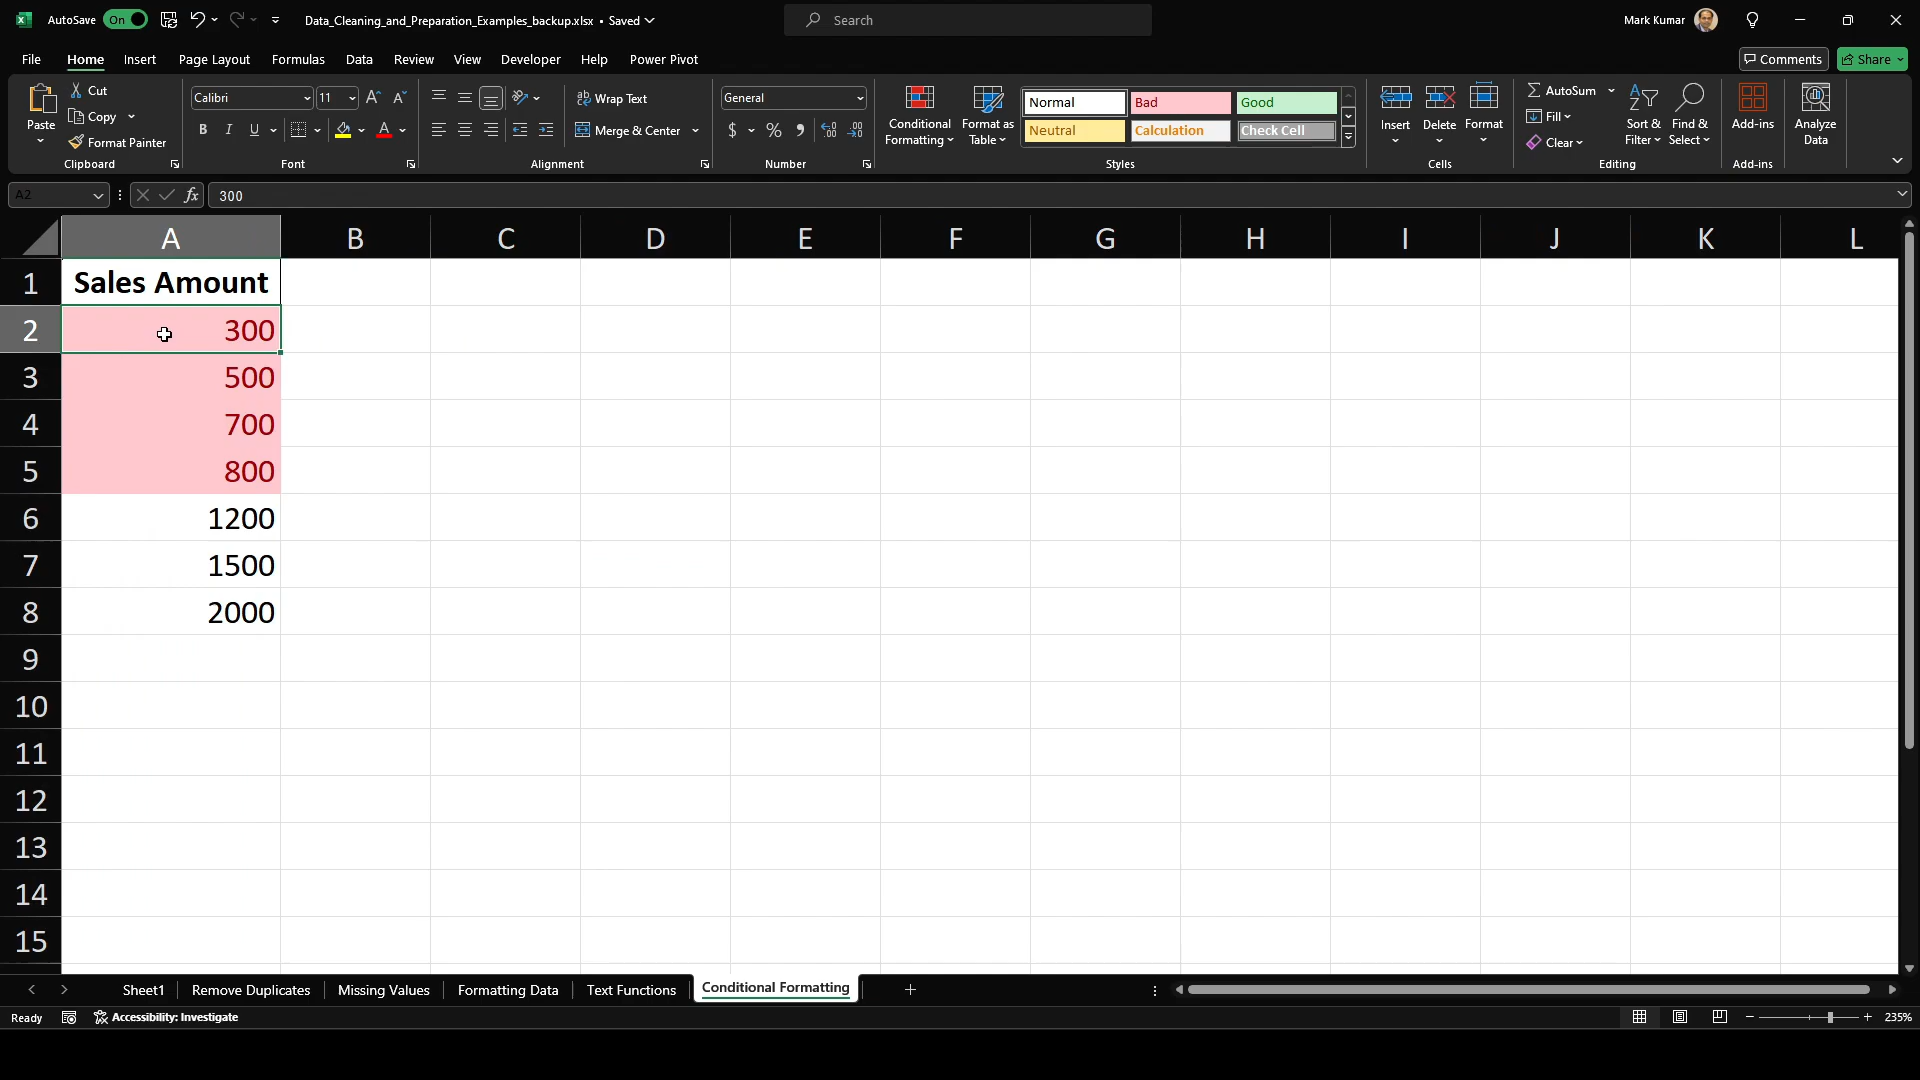 AutoSave On Data_Cleaning_and_Preparation_Examples_backup.xlsx • Saved Search Mark Kumar
File Home Insert Page Layout Formulas Data Review View Developer Help Power Pivot Comments Share
Paste
Cut
Copy
Format Painter
Clipboard
Calibri 11
B I U A
Font
Wrap Text
Merge & Center
Alignment
General
$ % ,
Number
Conditional Formatting
Format as Table
Normal Bad Good
Neutral Calculation Check Cell
Styles
Insert Delete Format
Cells
AutoSum
Fill
Clear
Sort & Filter
Find & Select
Editing
Add-ins
Add-ins
Analyze Data
A2 fx 300
A B C D E F G H I J K L
1 Sales Amount
2 300
3 500
4 700
5 800
6 1200
7 1500
8 2000
9
10
11
12
13
14
15
Sheet1 Remove Duplicates Missing Values Formatting Data Text Functions Conditional Formatting
Ready Accessibility: Investigate 235%